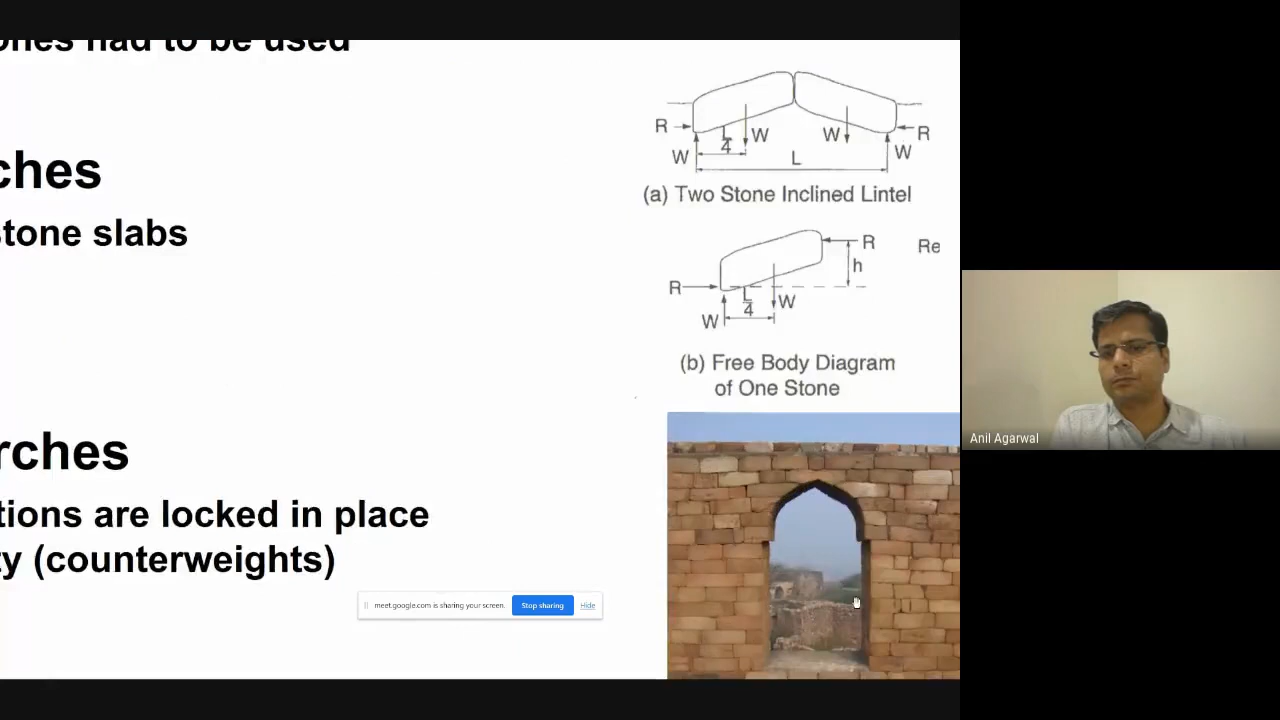 ones had to be used
ches
stone slabs
rches
tions are locked in place
ty (counterweights)
R
W
L
4
W
L
W
R
W
(a) Two Stone Inclined Lintel
R
W
L
4
W
R
h
Re
(b) Free Body Diagram
of One Stone
meet.google.com is sharing your screen. Stop sharing Hide
Anil Agarwal